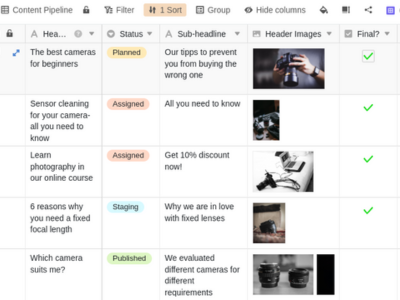 Content Pipeline Filter 1 Sort Group Hide columns
Hea... Status Sub-headline Header Images Final?
The best cameras
for beginners
Planned
Our tips to prevent
you from buying the
wrong one
Sensor cleaning
for your camera-
all you need to
know
Assigned
All you need to know
Learn
photography in
our online course
Assigned
Get 10% discount
now!
6 reasons why
you need a fixed
focal length
Staging
Why we are in love
with fixed lenses
Which camera
suits me?
Published
We evaluated
different cameras for
different
requirements